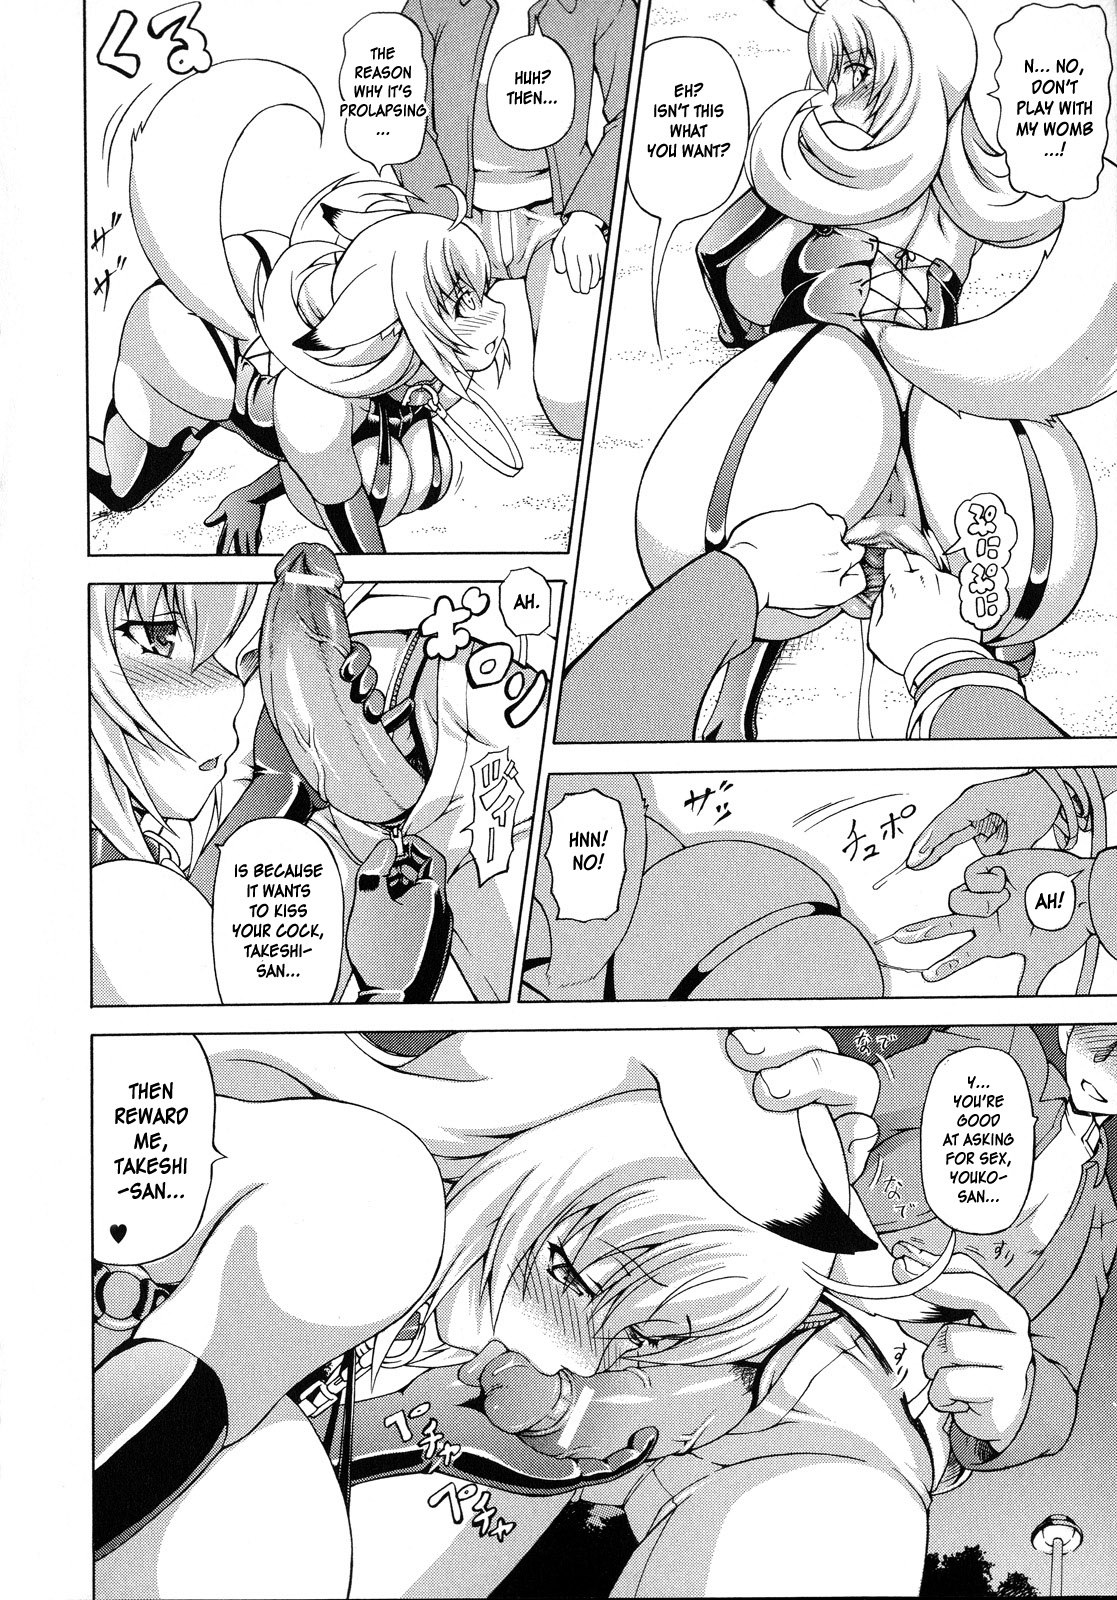 N... NO,
DON'T
PLAY WITH
MY WOMB
...!
EH?
ISN'T THIS
WHAT
YOU WANT?
ぷにぷに
HUH?
THEN...
THE
REASON
WHY IT'S
PROLAPSING
...
くる
ザ
ザ
AH!
チュポ
ザッ
HNN!
NO!
AH.
ボロン
ジィー
IS BECAUSE
IT WANTS
TO KISS
YOUR COCK,
TAKESHI-
SAN...
Y...
YOU'RE
GOOD
AT ASKING
FOR SEX,
YOUKO-
SAN...
なで
なで
すり
すり
THEN
REWARD
ME,
TAKESHI
-SAN...
♥
ペチャ
ペチャ